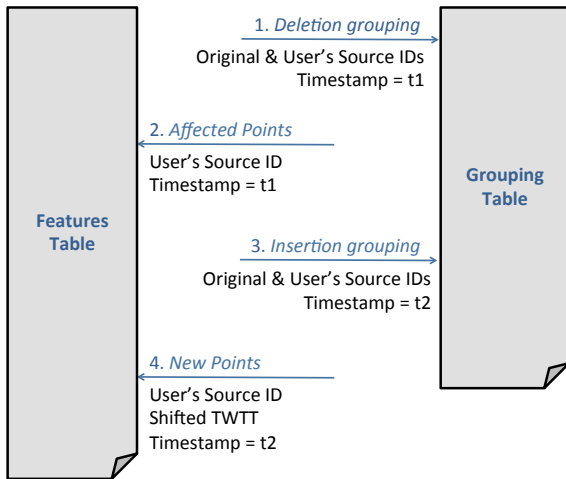 1. Deletion grouping
Original & User's Source IDs
Timestamp = t1
2. Affected Points
User's Source ID
Timestamp = t1
Features
Table
Grouping
Table
3. Insertion grouping
Original & User's Source IDs
Timestamp = t2
4. New Points
User's Source ID
Shifted TWTT
Timestamp = t2